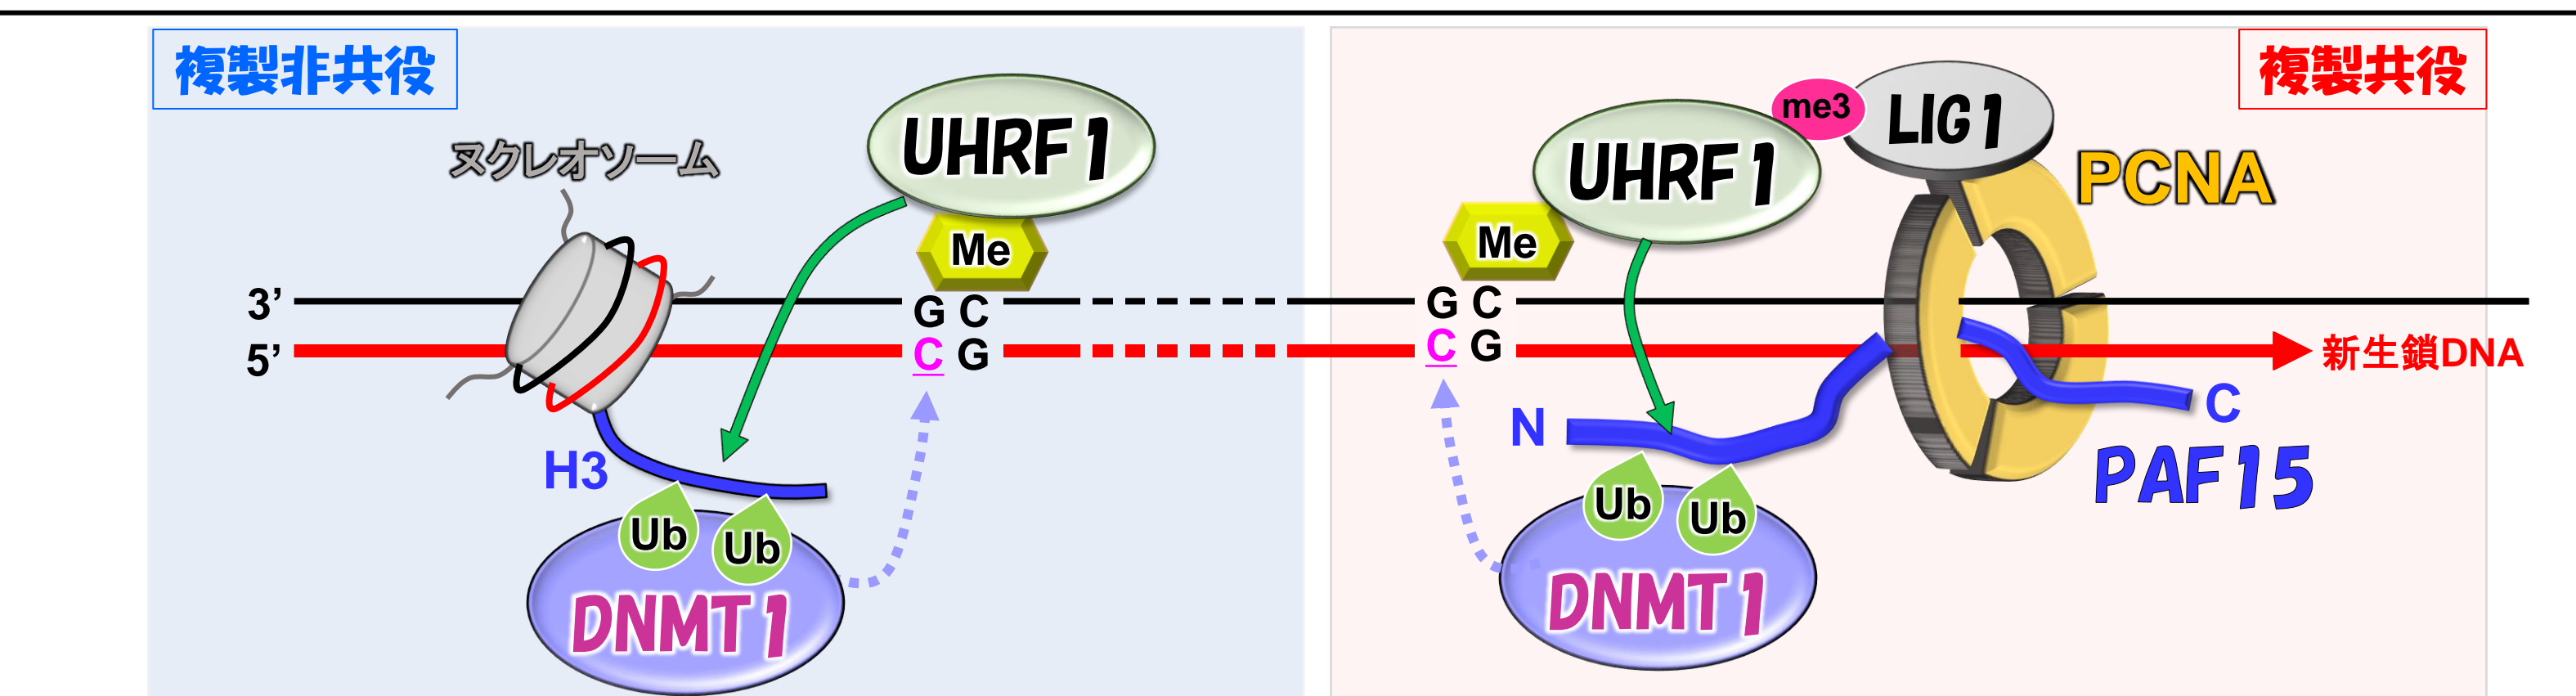 複製非共役
ヌクレオソーム
UHRF1
Me
3’
G C
5’
C G
H3
Ub
Ub
DNMT1
複製共役
me3
LIG1
UHRF1
PCNA
Me
G C
C G
新生鎖DNA
N
C
PAF15
Ub
Ub
DNMT1